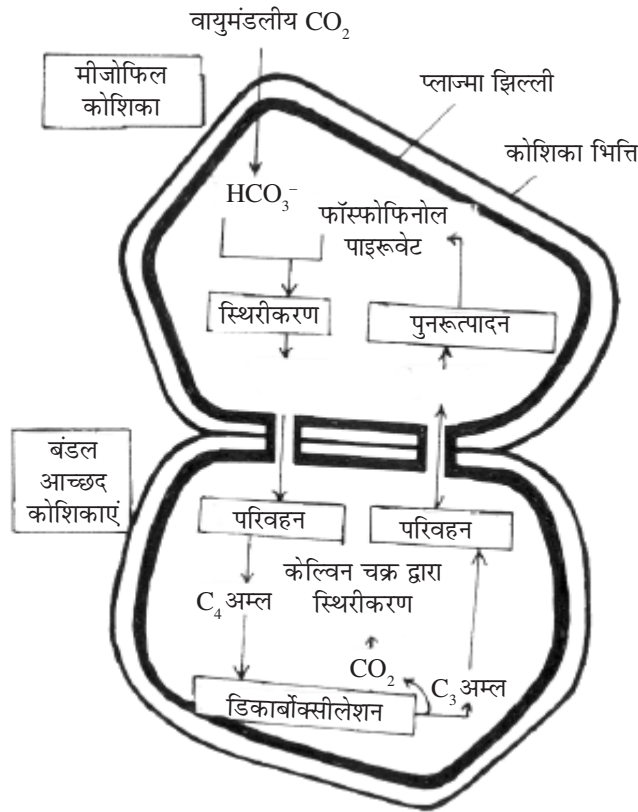 वायुमंडलीय CO₂
मीजोफिल
कोशिका
प्लाज्मा झिल्ली
कोशिका भित्ति
HCO₃⁻
फॉस्फोफिनोल
पाइरूवेट
स्थिरीकरण
पुनरूत्पादन
बंडल
आच्छद
कोशिकाएं
परिवहन
परिवहन
केल्विन चक्र द्वारा
स्थिरीकरण
C₄ अम्ल
CO₂
C₃ अम्ल
डिकार्बोक्सीलेशन